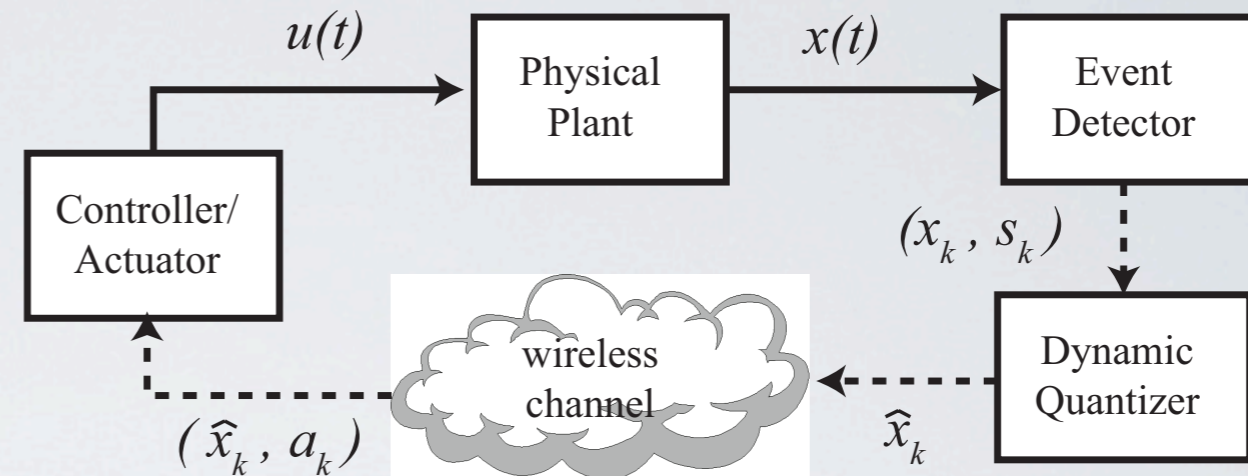 u(t)
x(t)
Physical
Plant
Event
Detector
Controller/
Actuator
(x_k , s_k )
wireless
channel
Dynamic
Quantizer
x̂_k
( x̂_k , a_k )